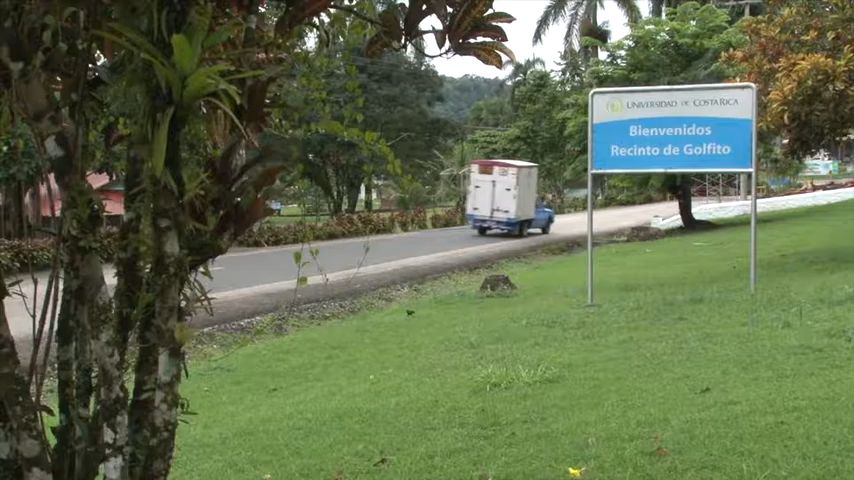 UNIVERSIDAD DE COSTA RICA
Bienvenidos
Recinto de Golfito